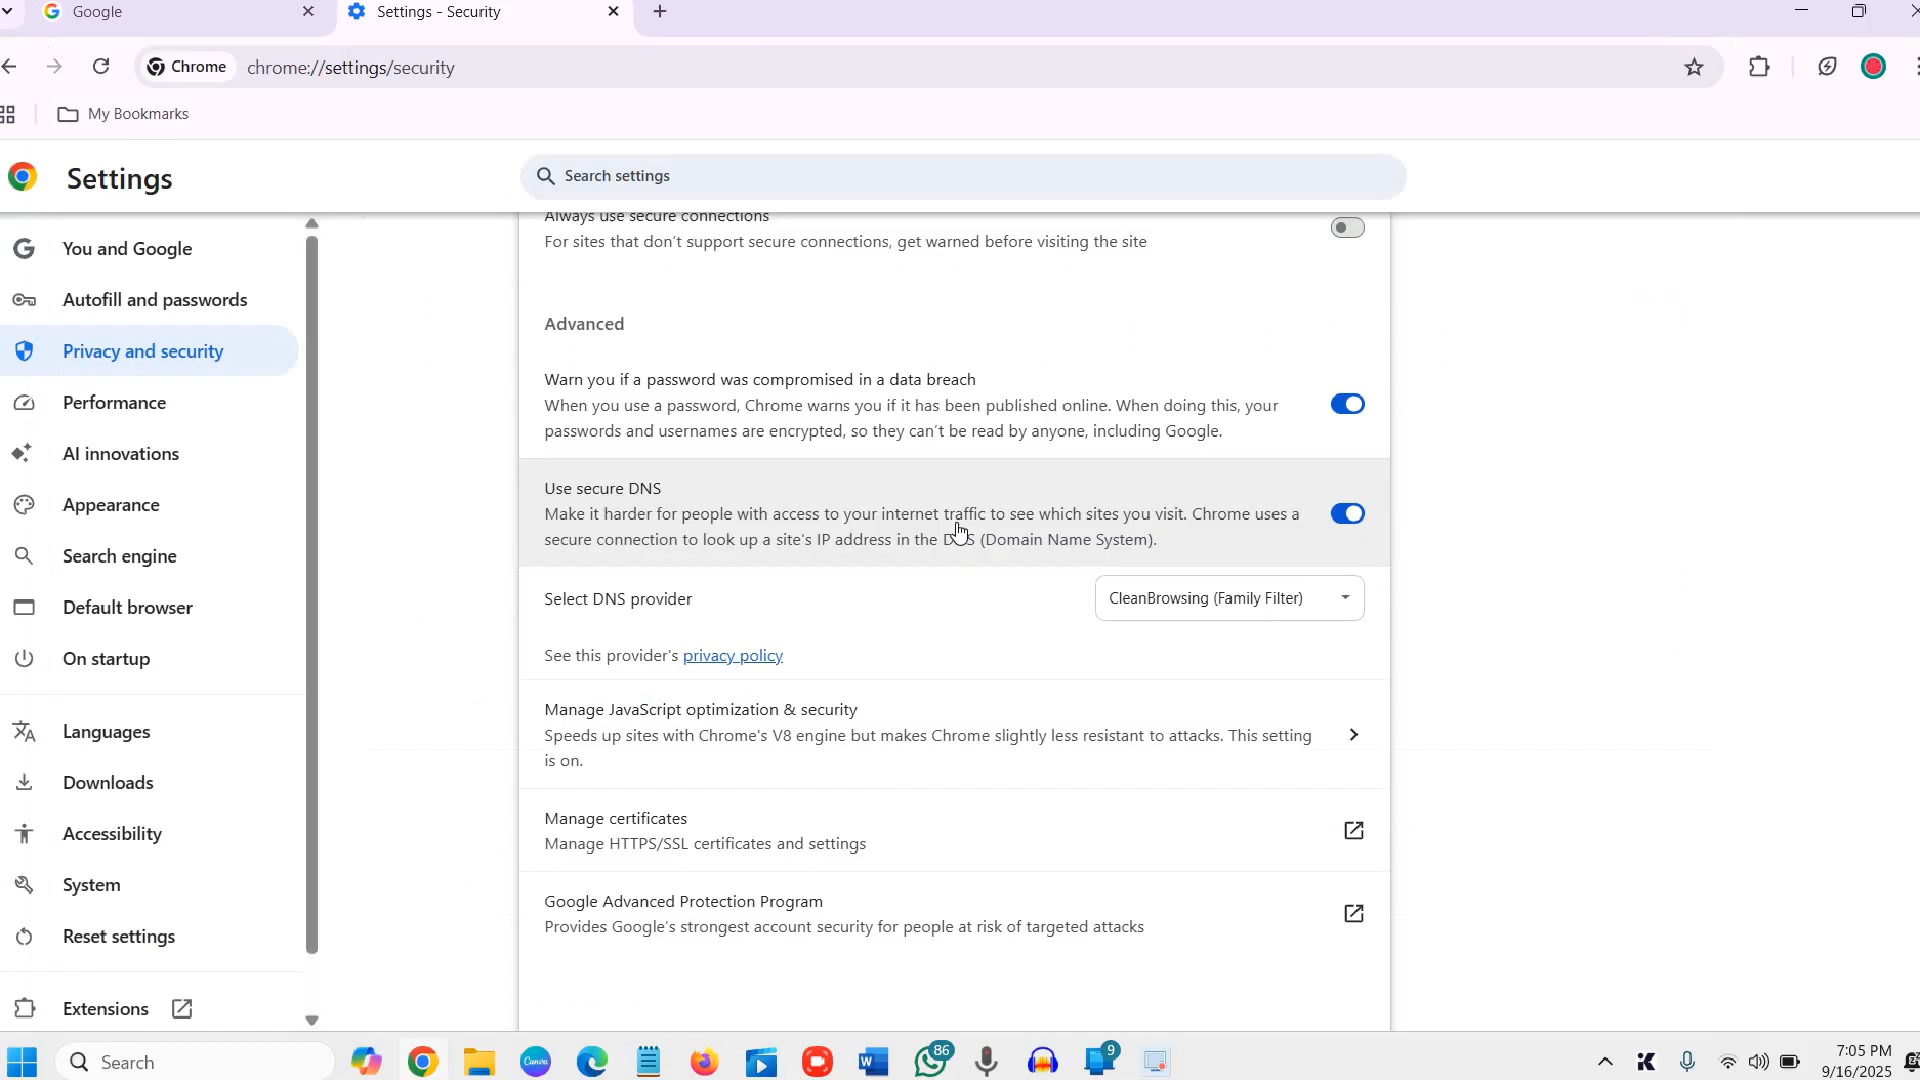 Google
Settings - Security
Chrome
chrome://settings/security
My Bookmarks
Settings
Search settings
You and Google
Autofill and passwords
Privacy and security
Performance
AI innovations
Appearance
Search engine
Default browser
On startup
Languages
Downloads
Accessibility
System
Reset settings
Extensions
Always use secure connections
For sites that don't support secure connections, get warned before visiting the site
Advanced
Warn you if a password was compromised in a data breach
When you use a password, Chrome warns you if it has been published online. When doing this, your
passwords and usernames are encrypted, so they can't be read by anyone, including Google.
Use secure DNS
Make it harder for people with access to your internet traffic to see which sites you visit. Chrome uses a
secure connection to look up a site's IP address in the DNS (Domain Name System).
Select DNS provider
CleanBrowsing (Family Filter)
See this provider's privacy policy
Manage JavaScript optimization & security
Speeds up sites with Chrome's V8 engine but makes Chrome slightly less resistant to attacks. This setting
is on.
Manage certificates
Manage HTTPS/SSL certificates and settings
Google Advanced Protection Program
Provides Google's strongest account security for people at risk of targeted attacks
Search
Canva
W
86
9
K
7:05 PM
9/16/2025